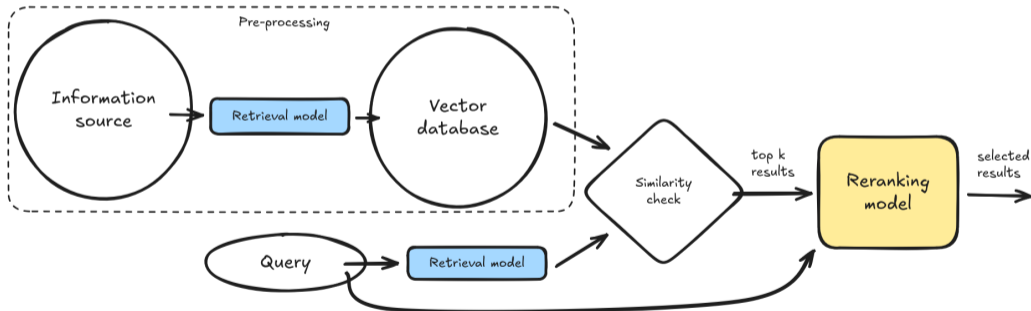 Pre-processing
Information
source
Retrieval model
Vector
database
Similarity
check
top k
results
Reranking
model
selected
results
Query
Retrieval model